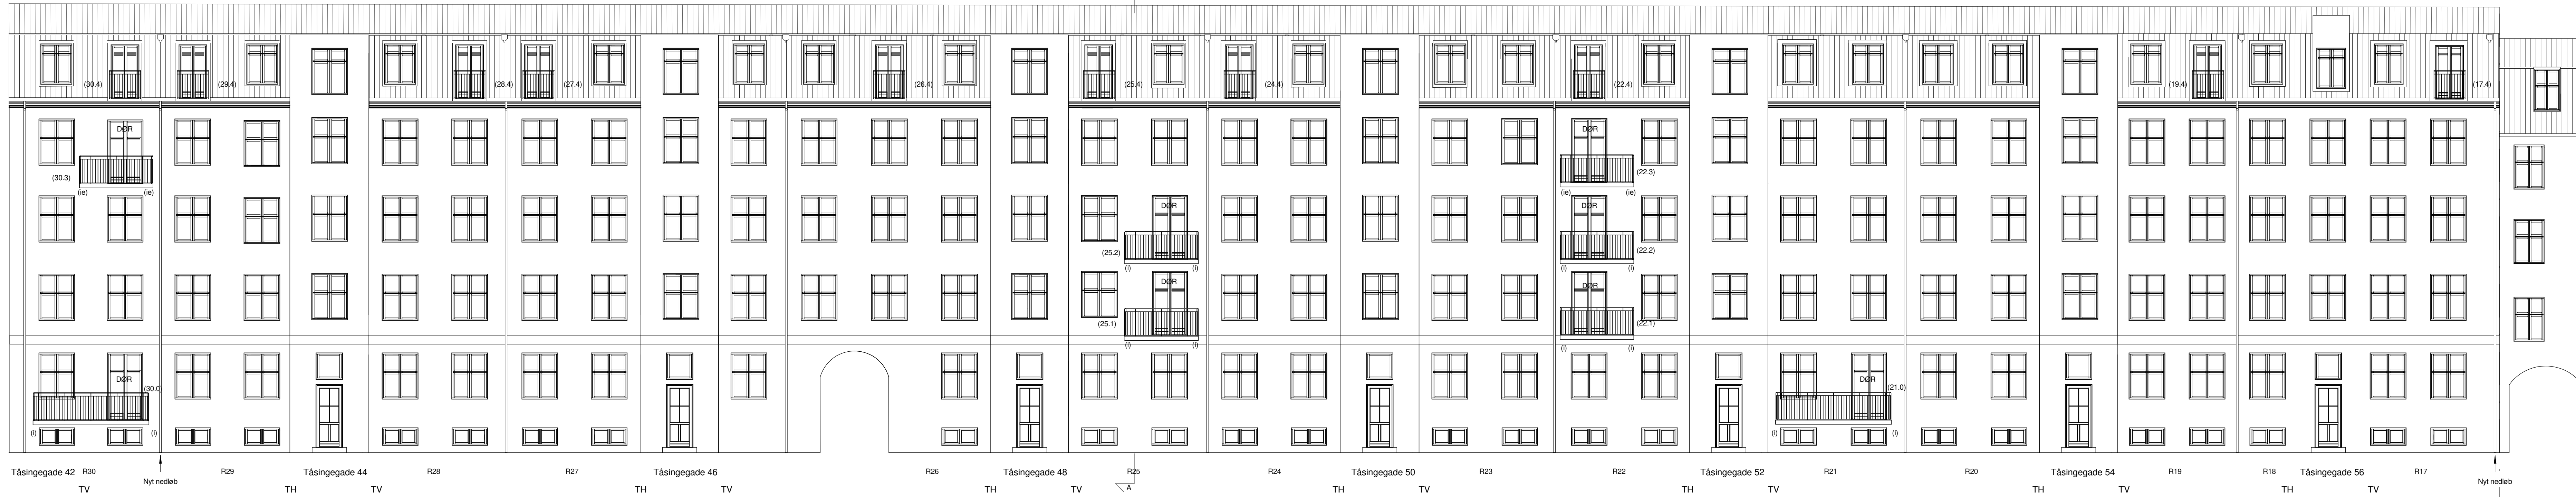 (30.4) (29.4) (28.4) (27.4) (26.4) (25.4) (24.4) (22.4) (19.4) (17.4)
DØR DØR
(30.3) (22.3)
(ie) (ie) (ie) (ie)
DØR DØR
(25.2) (22.2)
(i) (i) (i) (i)
DØR DØR
(25.1) (22.1)
(i) (i) (i) (i)
DØR DØR
(30.0) (21.0)
(i) (i) (i) (i)
Tåsingegade 42 R30 R29 Tåsingegade 44 R28 R27 Tåsingegade 46 R26 Tåsingegade 48 R25 R24 Tåsingegade 50 R23 R22 Tåsingegade 52 R21 R20 Tåsingegade 54 R19 R18 Tåsingegade 56 R17
Nyt nedløb Nyt nedløb
TV TH TV TH TV TH TV A TH TV TH TV TH TV TH TV